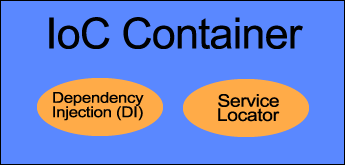 IoC Container
Dependency
Injection (DI)
Service
Locator